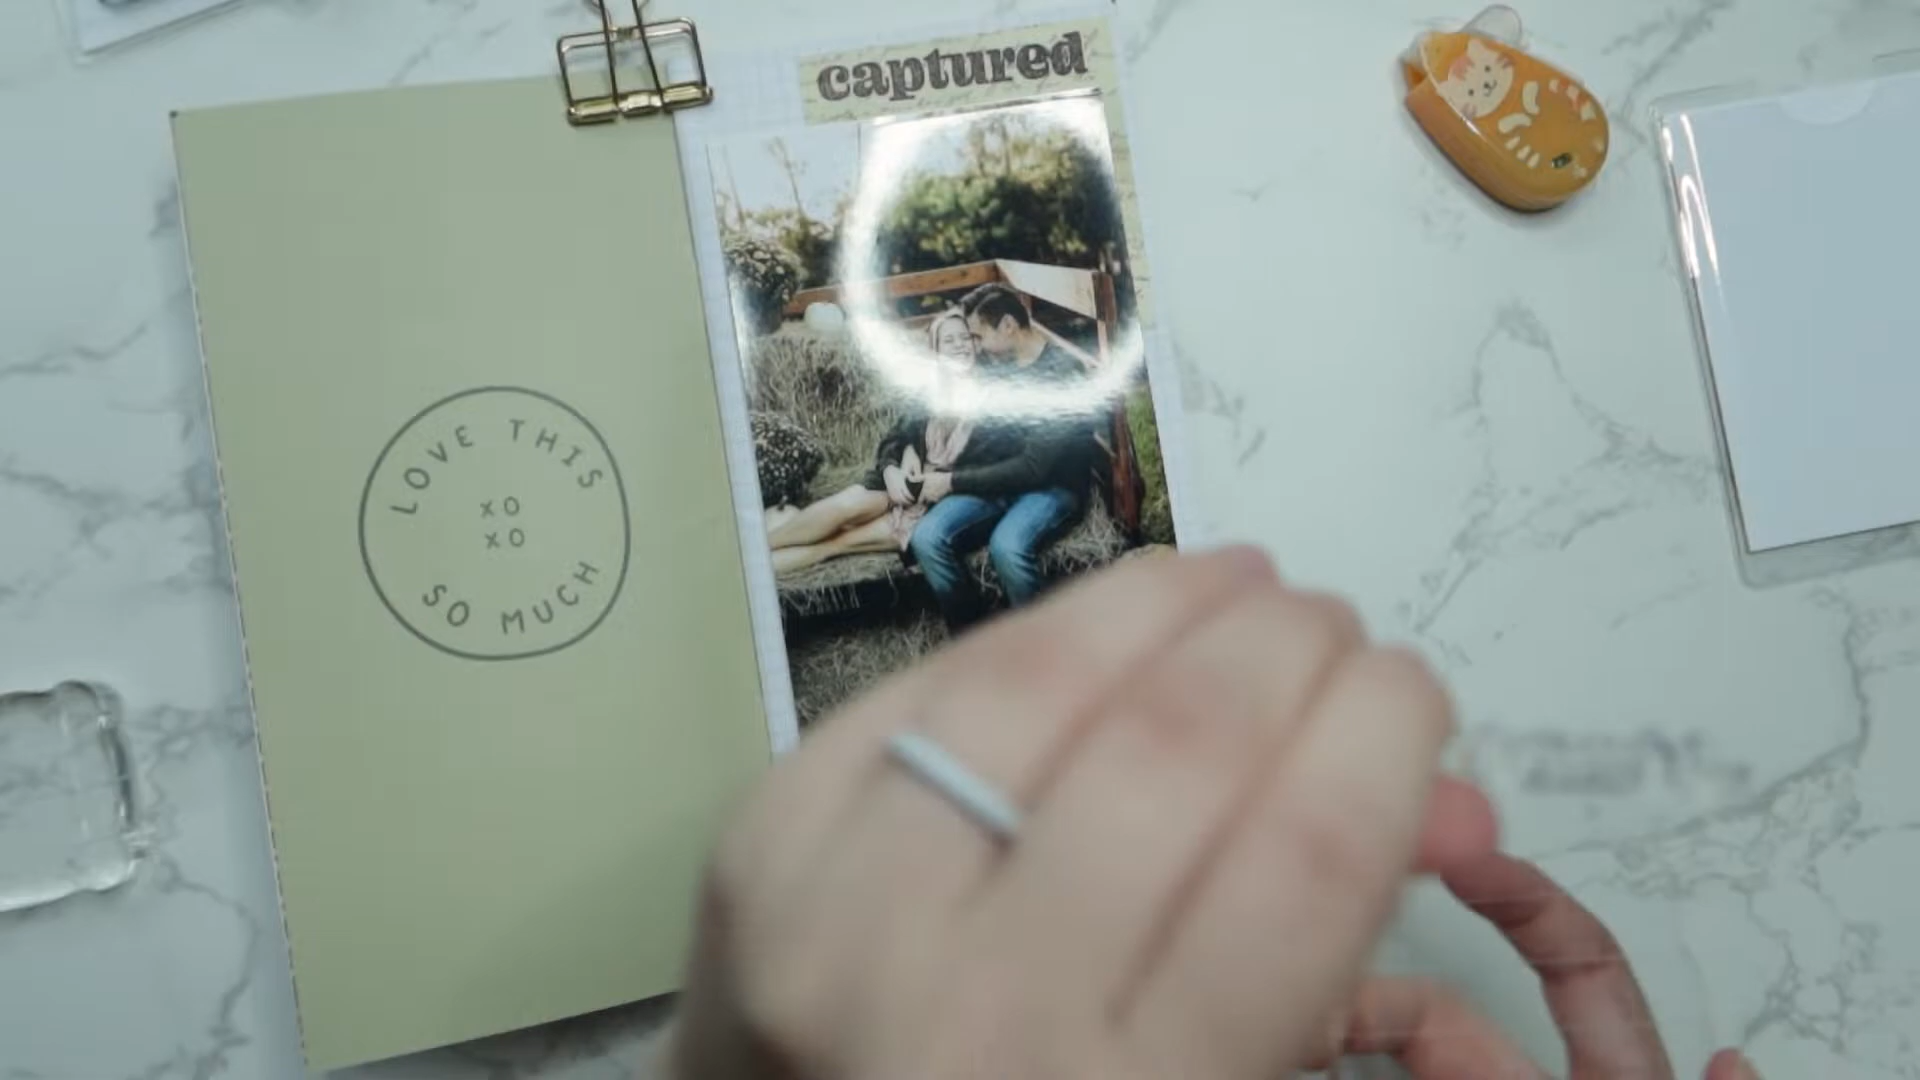 captured
LOVE THIS
XO
XO
SO MUCH